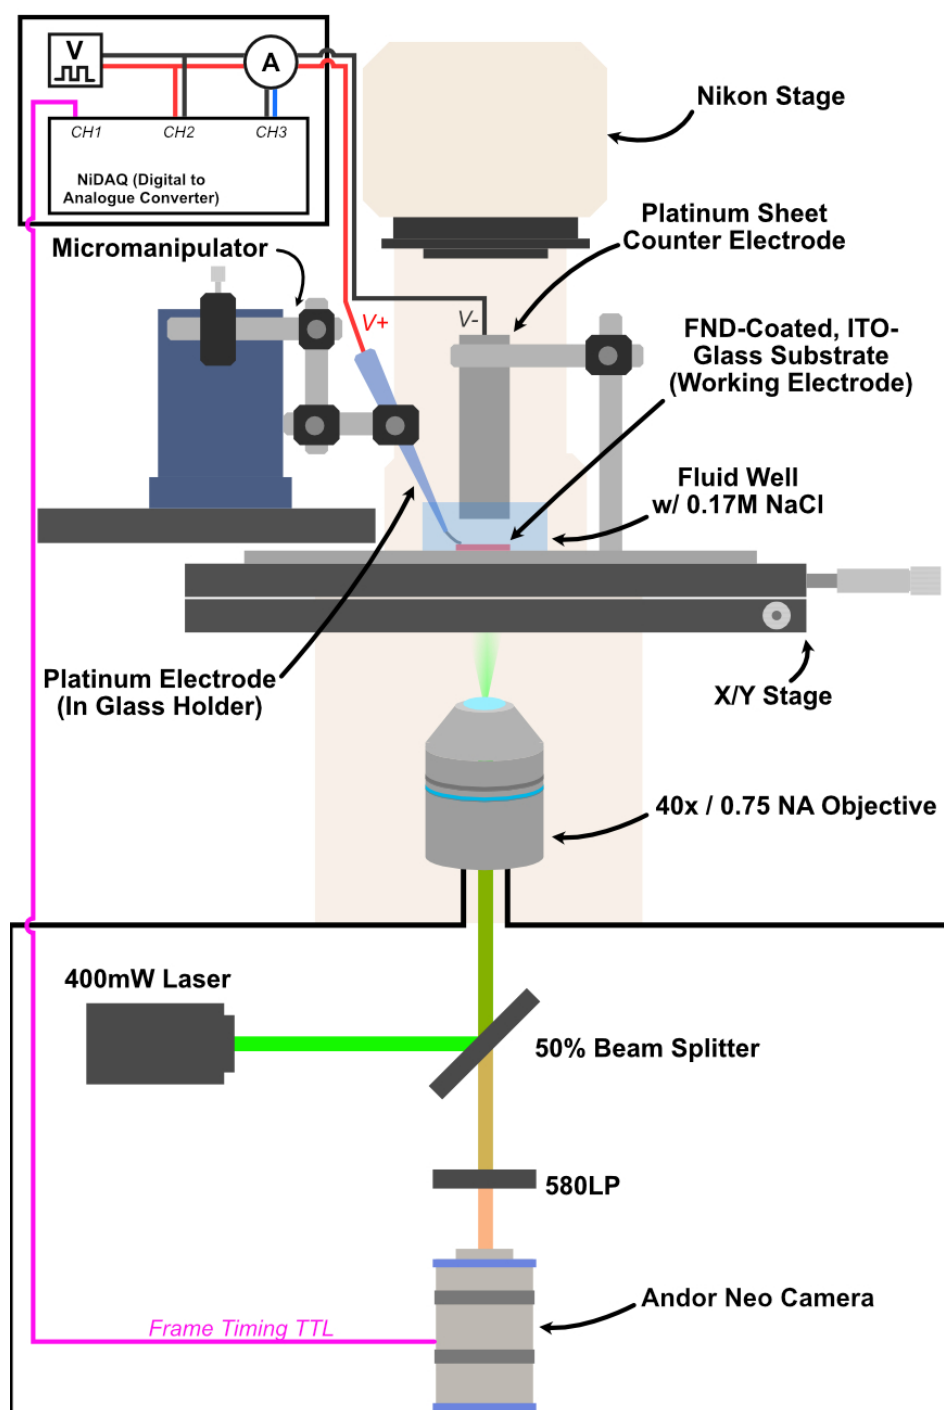 V
A
CH1
CH2
CH3
NiDAQ (Digital to
Analogue Converter)
Nikon Stage
Platinum Sheet
Counter Electrode
Micromanipulator
V+
V-
FND-Coated, ITO-
Glass Substrate
(Working Electrode)
Fluid Well
w/ 0.17M NaCl
Platinum Electrode
(In Glass Holder)
X/Y Stage
40x / 0.75 NA Objective
400mW Laser
50% Beam Splitter
580LP
Andor Neo Camera
Frame Timing TTL